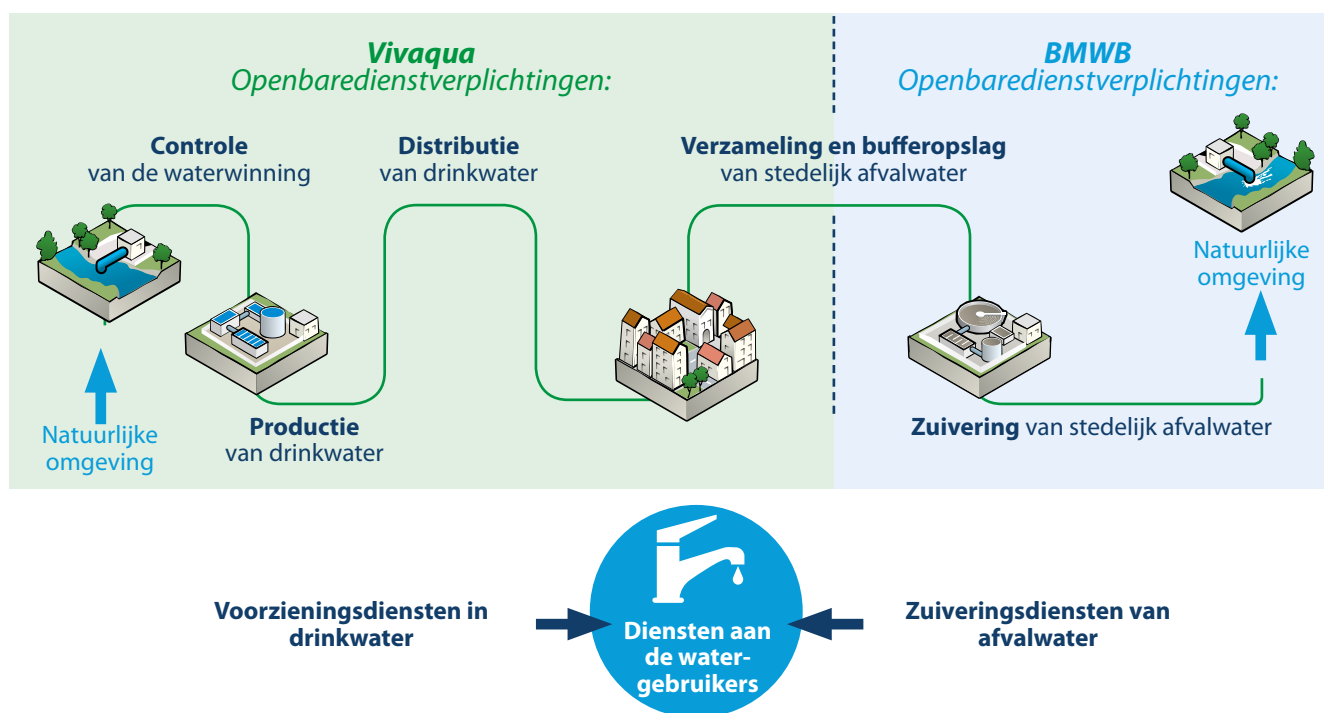 Vivaqua
Openbaredienstverplichtingen:
BMWB
Openbaredienstverplichtingen:
Controle
van de waterwinning
Distributie
van drinkwater
Verzameling en bufferopslag
van stedelijk afvalwater
Natuurlijke
omgeving
Natuurlijke
omgeving
Productie
van drinkwater
Zuivering van stedelijk afvalwater
Voorzieningsdiensten in
drinkwater
Diensten aan
de water-
gebruikers
Zuiveringsdiensten van
afvalwater